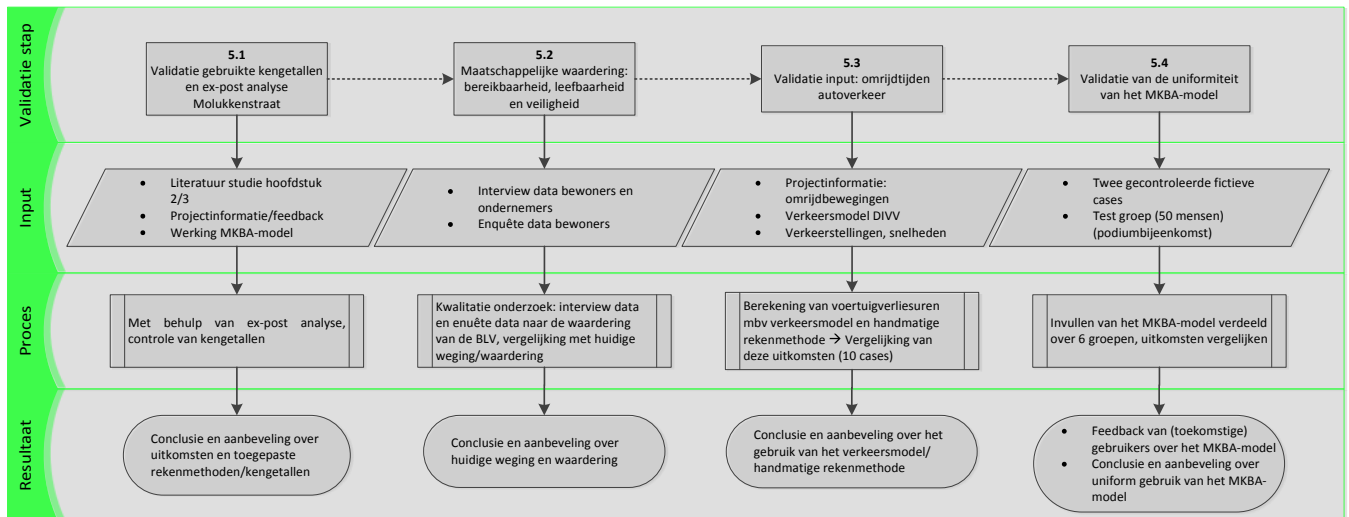 Validatie stap
5.1
Validatie gebruikte kengetallen
en ex-post analyse
Molukkenstraat
5.2
Maatschappelijke waardering:
bereikbaarheid, leefbaarheid
en veiligheid
5.3
Validatie input: omrijdtijden
autoverkeer
5.4
Validatie van de uniformiteit
van het MKBA-model
Input
• Literatuur studie hoofdstuk
2/3
• Projectinformatie/feedback
• Werking MKBA-model
• Interview data bewoners en
ondernemers
• Enquête data bewoners
• Projectinformatie:
omrijdbewegingen
• Verkeersmodel DIVV
• Verkeerstellingen, snelheden
• Twee gecontroleerde fictieve
cases
• Test groep (50 mensen)
(podiumbijeenkomst)
Proces
Met behulp van ex-post analyse,
controle van kengetallen
Kwalitatie onderzoek: interview data
en enuête data naar de waardering
van de BLV, vergelijking met huidige
weging/waardering
Berekening van voertuigverliesuren
mbv verkeersmodel en handmatige
rekenmethode → Vergelijking van
deze uitkomsten (10 cases)
Invullen van het MKBA-model verdeeld
over 6 groepen, uitkomsten vergelijken
Resultaat
Conclusie en aanbeveling over
uitkomsten en toegepaste
rekenmethoden/kengetallen
Conclusie en aanbeveling over
huidige weging en waardering
Conclusie en aanbeveling over het
gebruik van het verkeersmodel/
handmatige rekenmethode
• Feedback van (toekomstige)
gebruikers over het MKBA-model
• Conclusie en aanbeveling over
uniform gebruik van het MKBA-
model